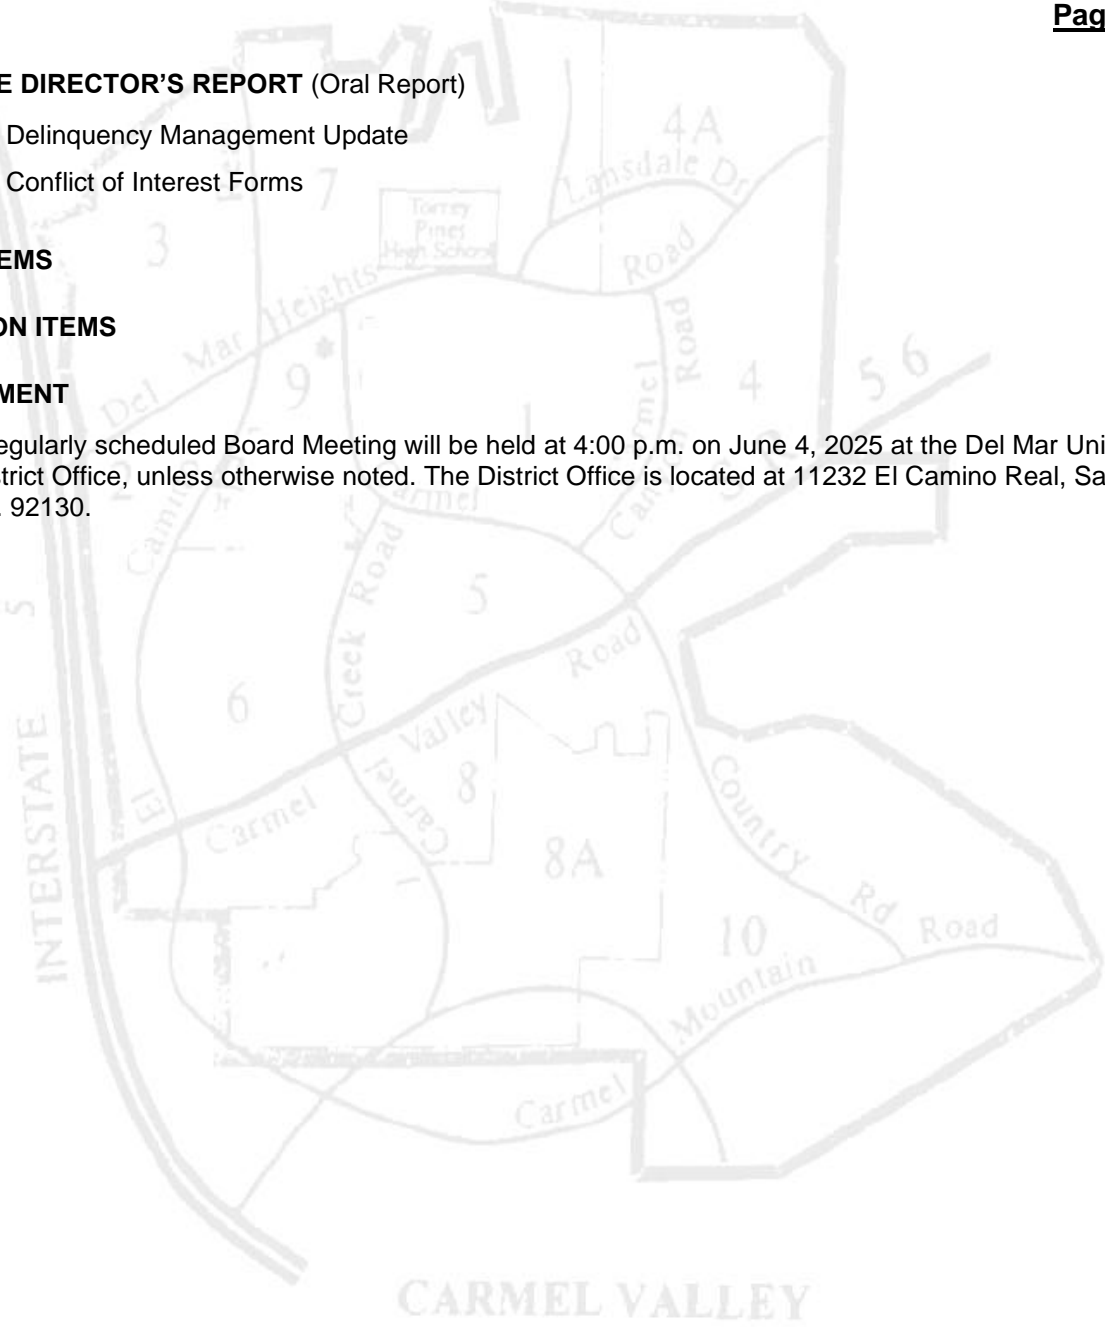 Pag
E DIRECTOR’S REPORT (Oral Report)
Delinquency Management Update
Conflict of Interest Forms
EMS
ON ITEMS
MENT
egularly scheduled Board Meeting will be held at 4:00 p.m. on June 4, 2025 at the Del Mar Uni
strict Office, unless otherwise noted. The District Office is located at 11232 El Camino Real, Sa
, 92130.
4A
Lansdale Dr
7
Torrey
Pines
High School
3
Road
Del Mar Heights
9*
Carmel
Canyon
Road
4
56
1
Camino
Carmel
5
5
Creek Road
Road
6
INTERSTATE
Valley
Carmel
8
Carmel
El
8A
Country
Rd
Road
10
Mountain
Carmel
CARMEL VALLEY